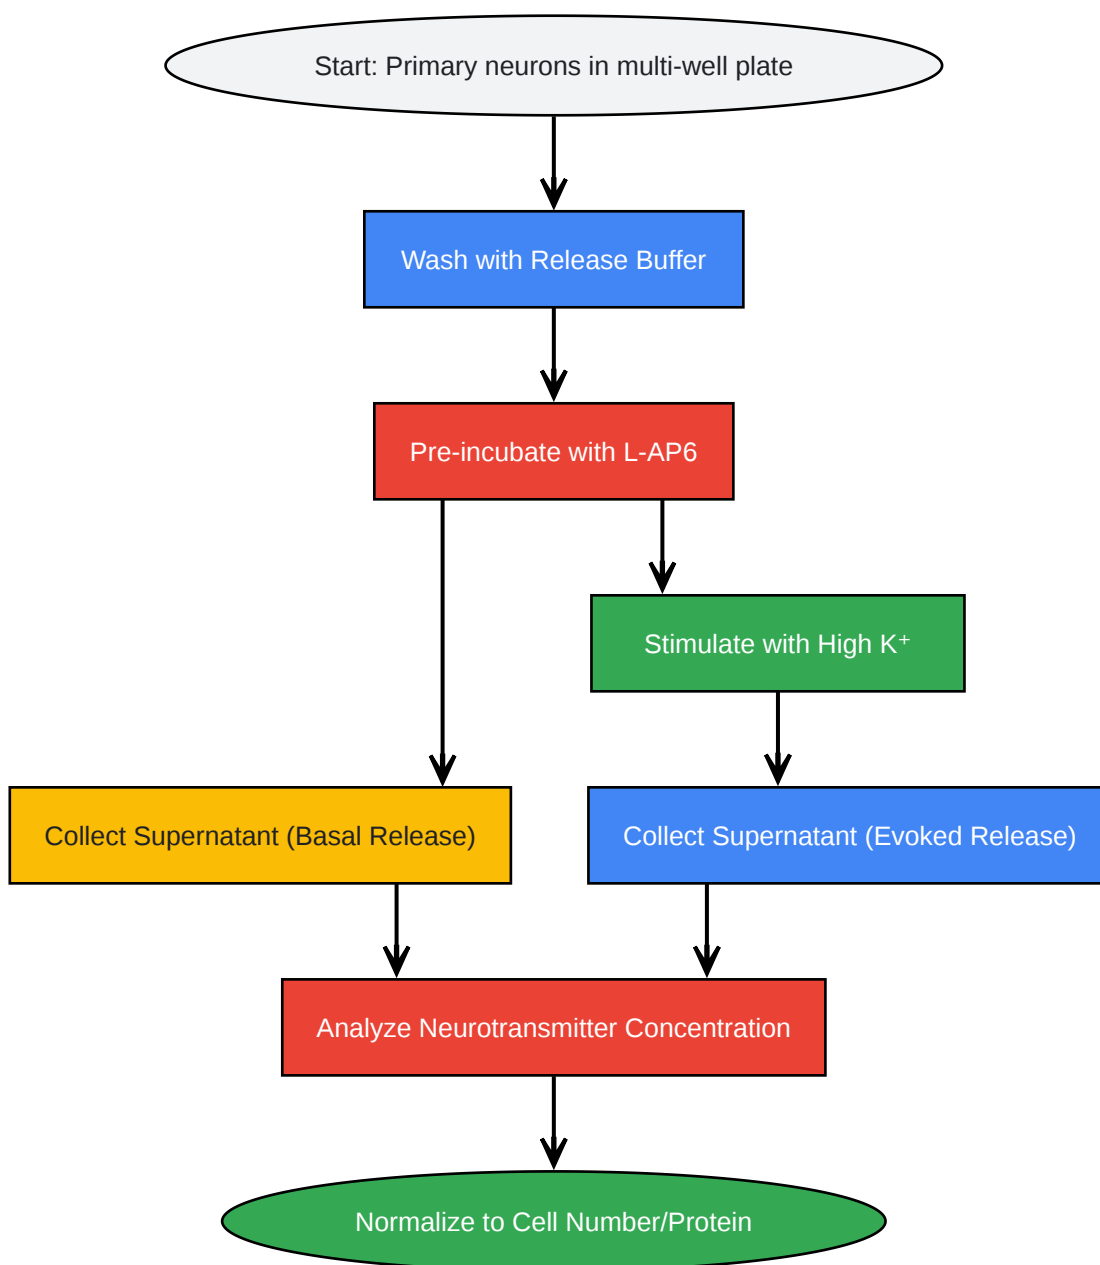 Start: Primary neurons in multi-well plate
Wash with Release Buffer
Pre-incubate with L-AP6
Stimulate with High K⁺
Collect Supernatant (Basal Release)
Collect Supernatant (Evoked Release)
Analyze Neurotransmitter Concentration
Normalize to Cell Number/Protein